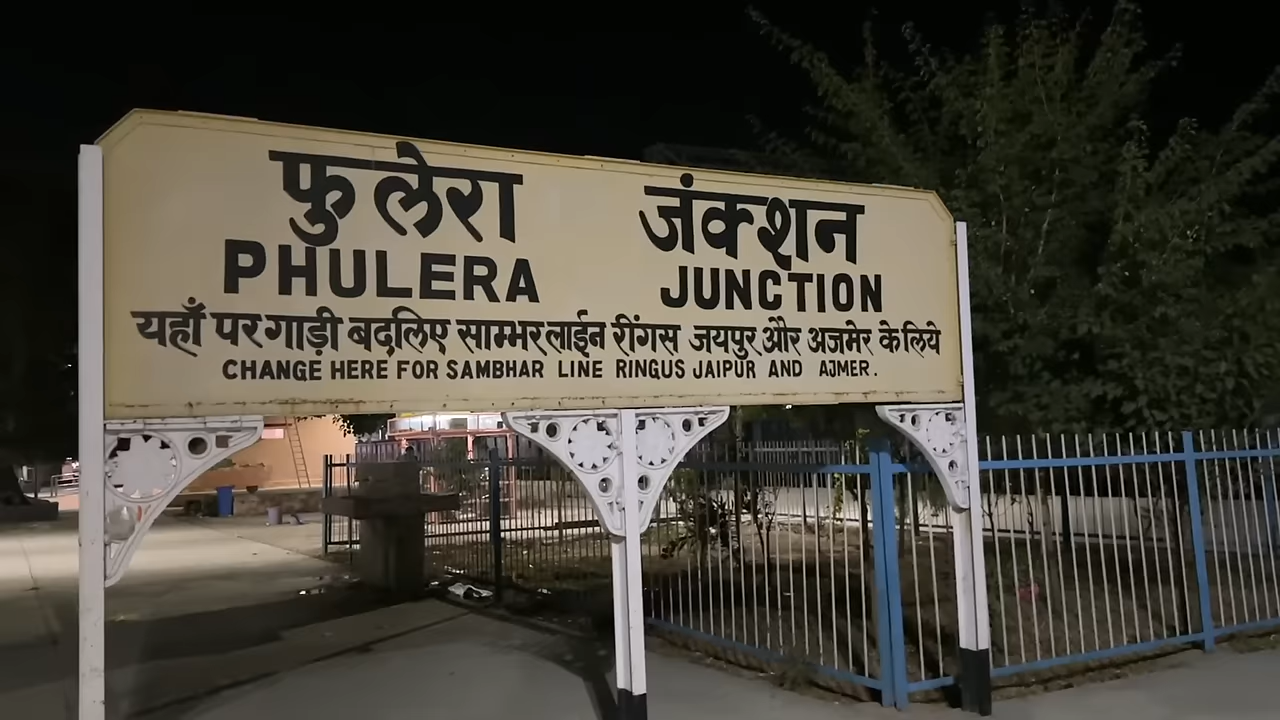 फुलेरा जंक्शन
PHULERA JUNCTION
यहाँ पर गाड़ी बदलिए साम्भर लाईन रींगस जयपुर और अजमेर के लिये
CHANGE HERE FOR SAMBHAR LINE RINGUS JAIPUR AND AJMER.